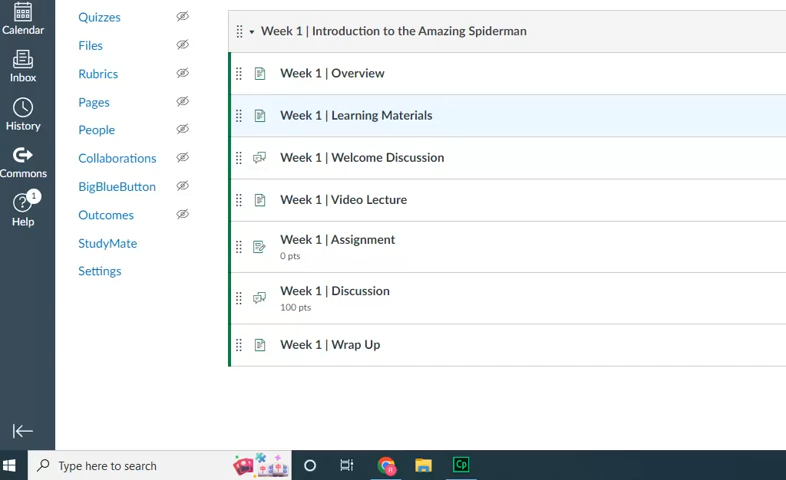 Calendar
Inbox
History
Commons
1
Help
Quizzes
Files
Rubrics
Pages
People
Collaborations
BigBlueButton
Outcomes
StudyMate
Settings
Week 1 | Introduction to the Amazing Spiderman
Week 1 | Overview
Week 1 | Learning Materials
Week 1 | Welcome Discussion
Week 1 | Video Lecture
Week 1 | Assignment
0 pts
Week 1 | Discussion
100 pts
Week 1 | Wrap Up
Type here to search
Cp